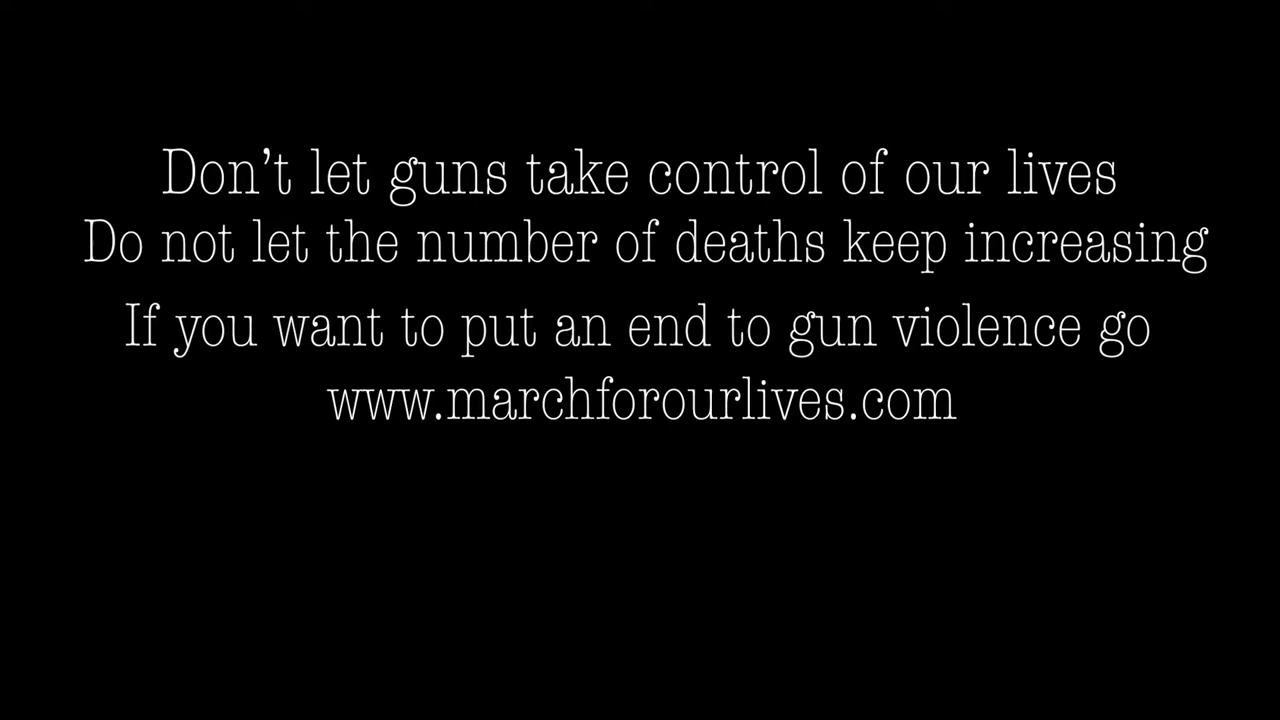 Don’t let guns take control of our lives
Do not let the number of deaths keep increasing
If you want to put an end to gun violence go
www.marchforourlives.com